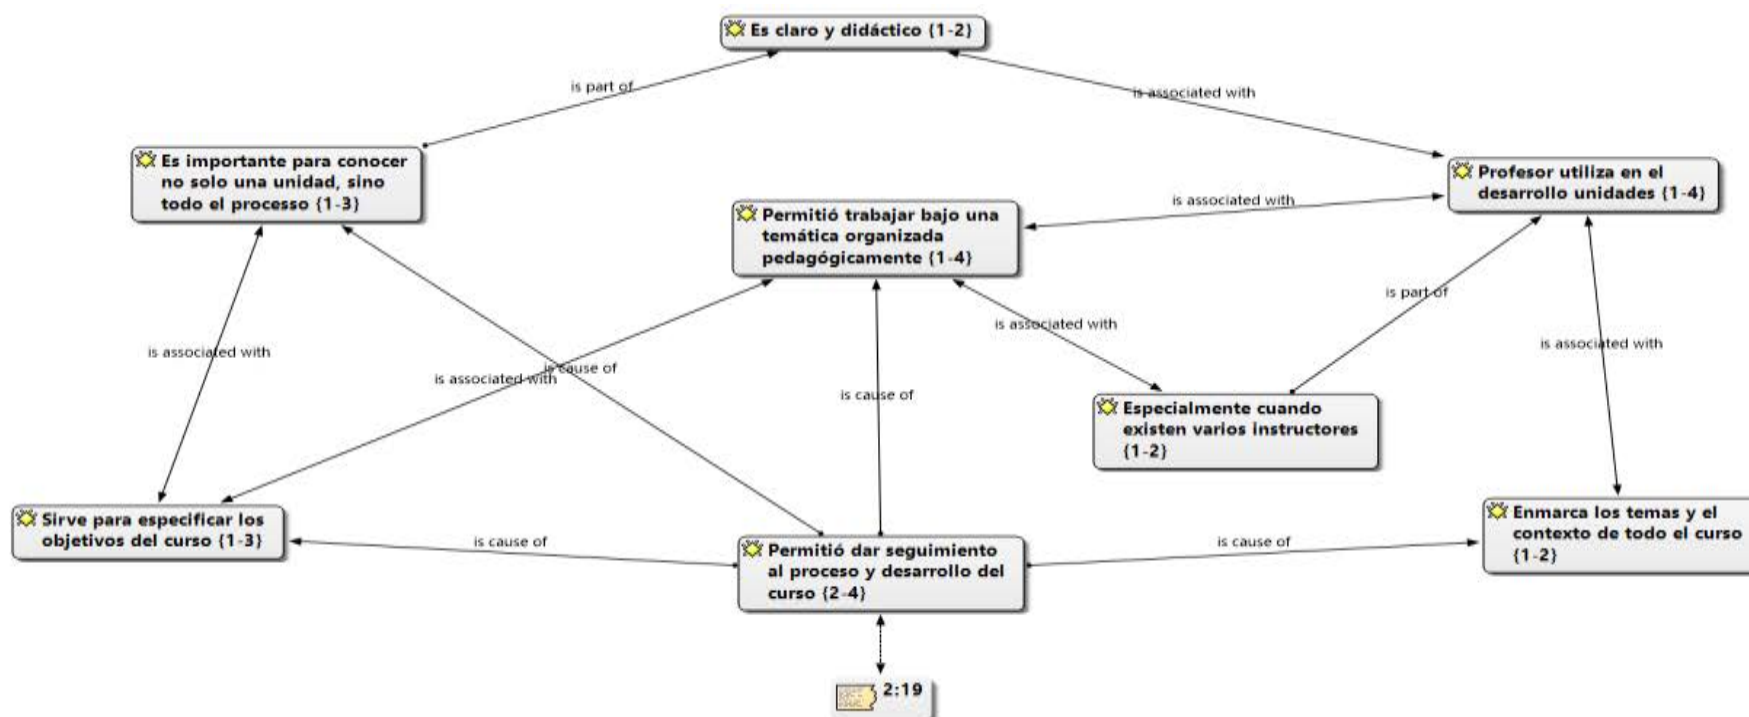 Es claro y didáctico {1-2}
is part of
is associated with
Es importante para conocer
no solo una unidad, sino
todo el proceso {1-3}
Profesor utiliza en el
desarrollo unidades {1-4}
Permitió trabajar bajo una
temática organizada
pedagógicamente {1-4}
is associated with
is part of
is associated with
is associated with
is associated with
is cause of
is associated with
is cause of
Especialmente cuando
existen varios instructores
{1-2}
Sirve para especificar los
objetivos del curso {1-3}
is cause of
Permitió dar seguimiento
al proceso y desarrollo del
curso {2-4}
is cause of
Enmarca los temas y el
contexto de todo el curso
{1-2}
2:19